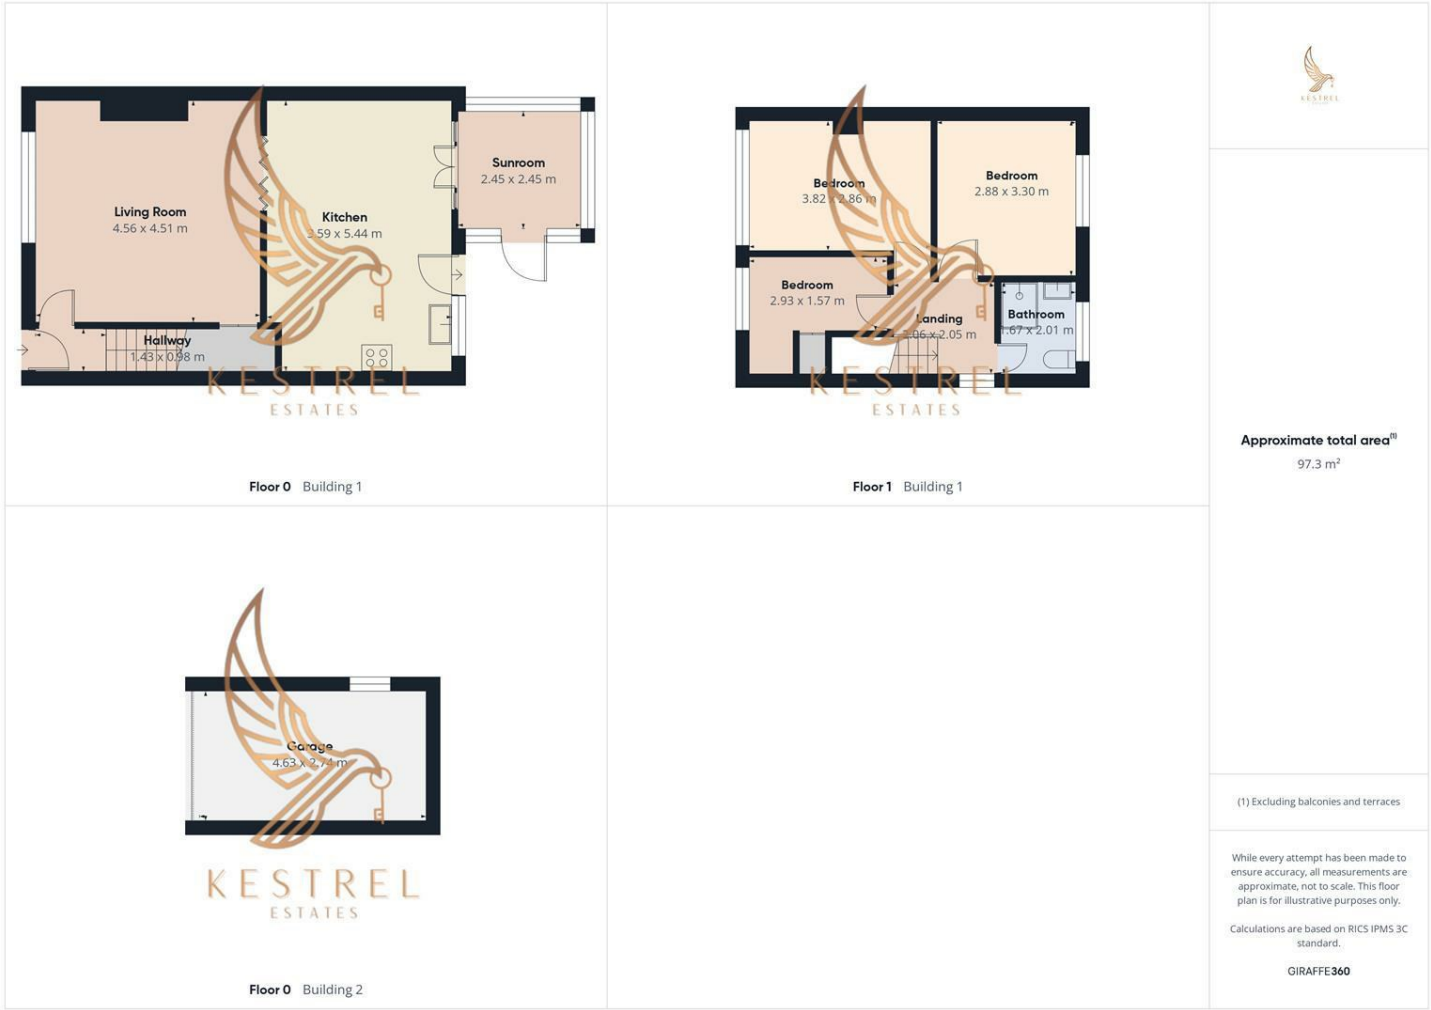 Living Room
4.56 x 4.51 m
Kitchen
3.59 x 5.44 m
Sunroom
2.45 x 2.45 m
Hallway
1.43 x 0.98 m
KESTREL
ESTATES
Floor 0 Building 1
Bedroom
3.82 x 2.86 m
Bedroom
2.88 x 3.30 m
Bedroom
2.93 x 1.57 m
Landing
2.06 x 2.05 m
Bathroom
1.67 x 2.01 m
KESTREL
ESTATES
Floor 1 Building 1
Garage
4.63 x 2.74 m
KESTREL
ESTATES
Floor 0 Building 2
KESTREL
Approximate total area(1)
97.3 m²
(1) Excluding balconies and terraces
While every attempt has been made to
ensure accuracy, all measurements are
approximate, not to scale. This floor
plan is for illustrative purposes only.
Calculations are based on RICS IPMS 3C
standard.
GIRAFFE360